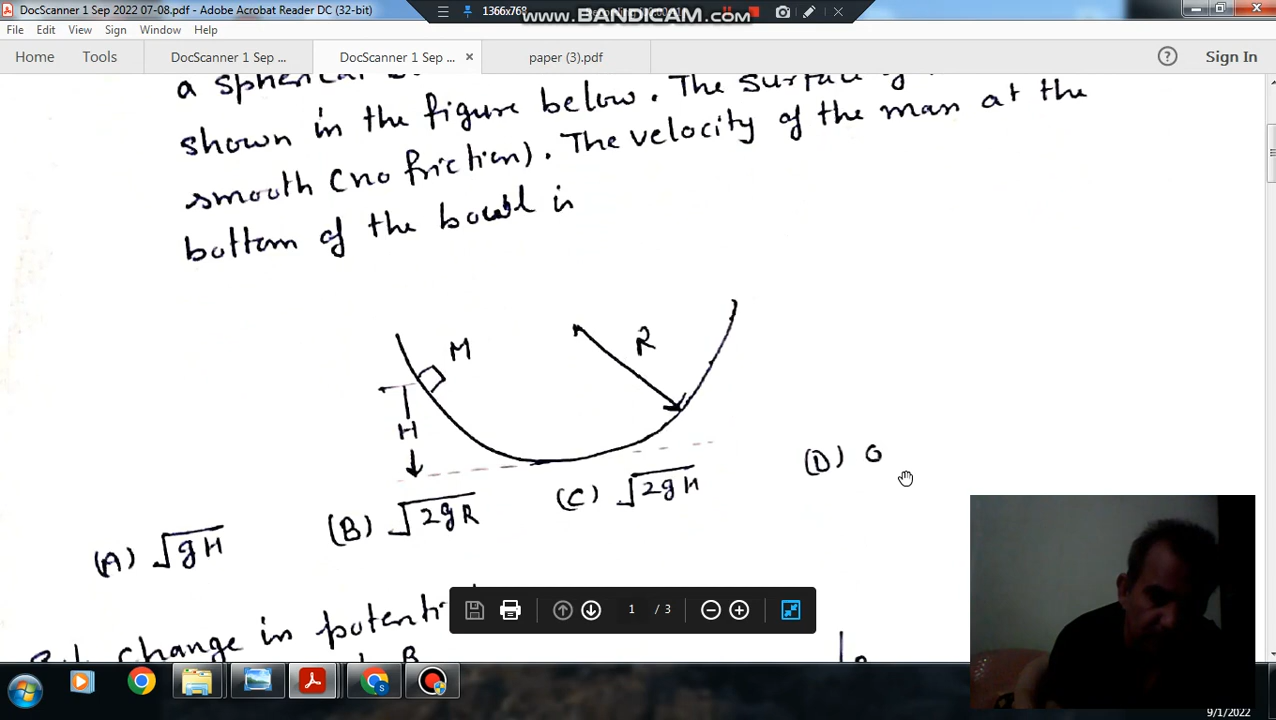 DocScanner 1 Sep 2022 07-08.pdf - Adobe Acrobat Reader DC (32-bit)
1366x768
www.BANDICAM.com
File Edit View Sign Window Help
Home Tools DocScanner 1 Sep ... DocScanner 1 Sep ... × paper (3).pdf Sign In
a spherical
shown in the figure below. The surface
smooth (no friction). The velocity of the man at the
bottom of the bowl is
M
R
H
(A) √gH (B) √2gR (C) √2gH (D) 0
1 / 3
change in potenti
B
9/1/2022